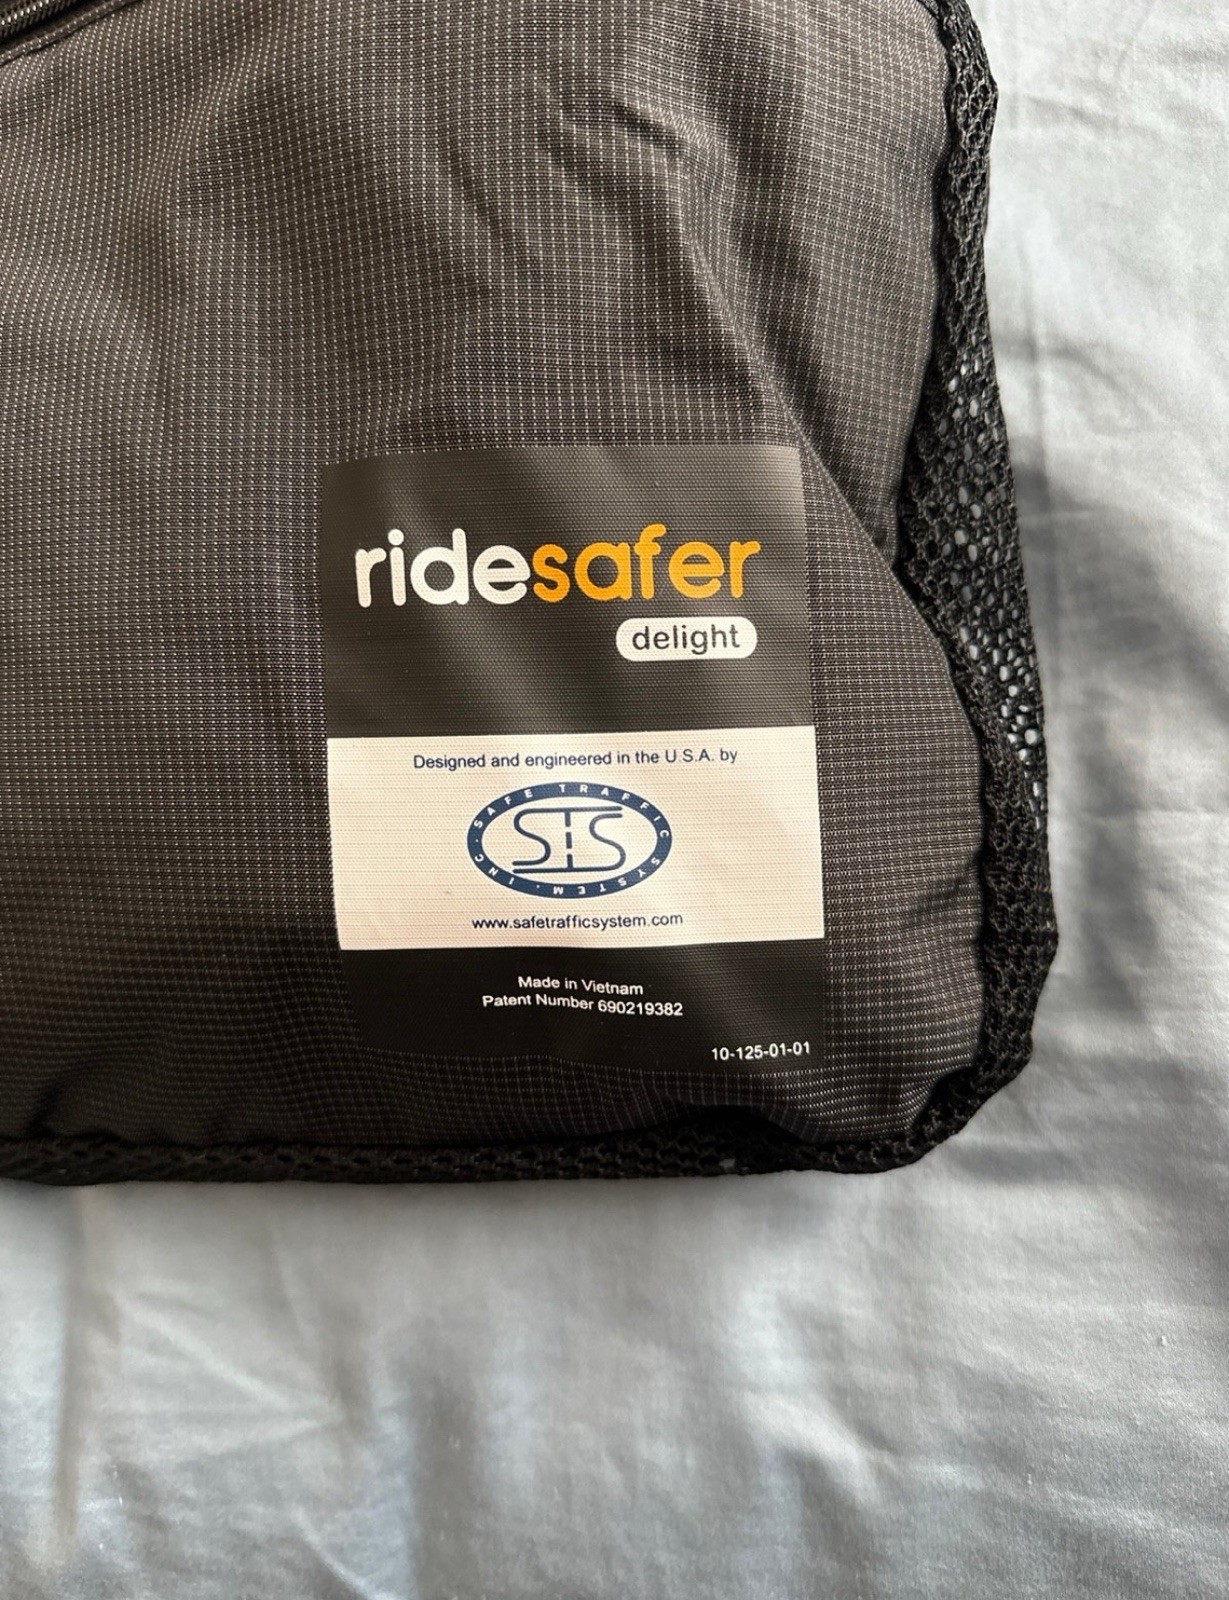 ridesafer
delight
Designed and engineered in the U.S.A. by
SAFE TRAFFIC SYSTEM, INC.
STS
www.safetrafficsystem.com
Made in Vietnam
Patent Number 690219382
10-125-01-01